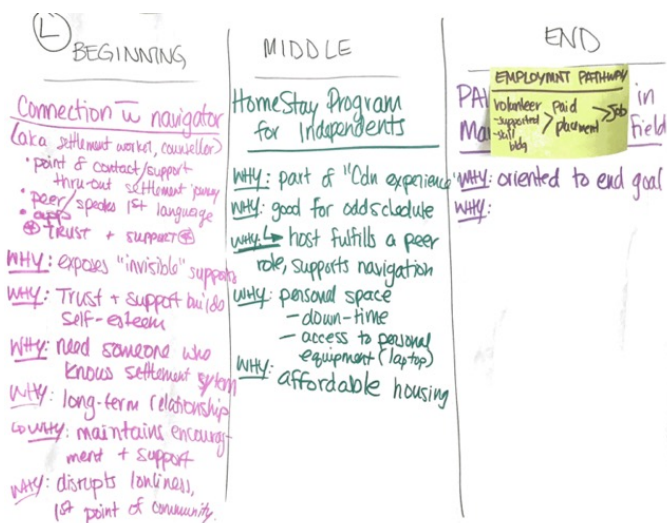 L
BEGINNING
Connection w navigator
(aka settlement worker, counsellor)
• point of contact/support
thru-out settlement journey
• peer/speaks 1st language
TRUST + SUPPORT
WHY: exposes "invisible" supports
WHY: Trust + support builds
self-esteem
WHY: need someone who
knows settlement system
WHY: long-term relationship
WHY: maintains encourage-
ment + support
WHY: disrupts lonliness,
1st point of community.
MIDDLE
HomeStay Program
for Independents
WHY: part of "Cdn experience"
WHY: good for odd schedule
WHY: host fulfills a peer
role, supports navigation
WHY: personal space
— down-time
— access to personal
equipment (laptop)
WHY: affordable housing
END
EMPLOYMNT PATHWAY
volunteer > Paid > Job
-supported placement
-skill
bldg
PAI in
Ma field
WHY: oriented to end goal
WHY: